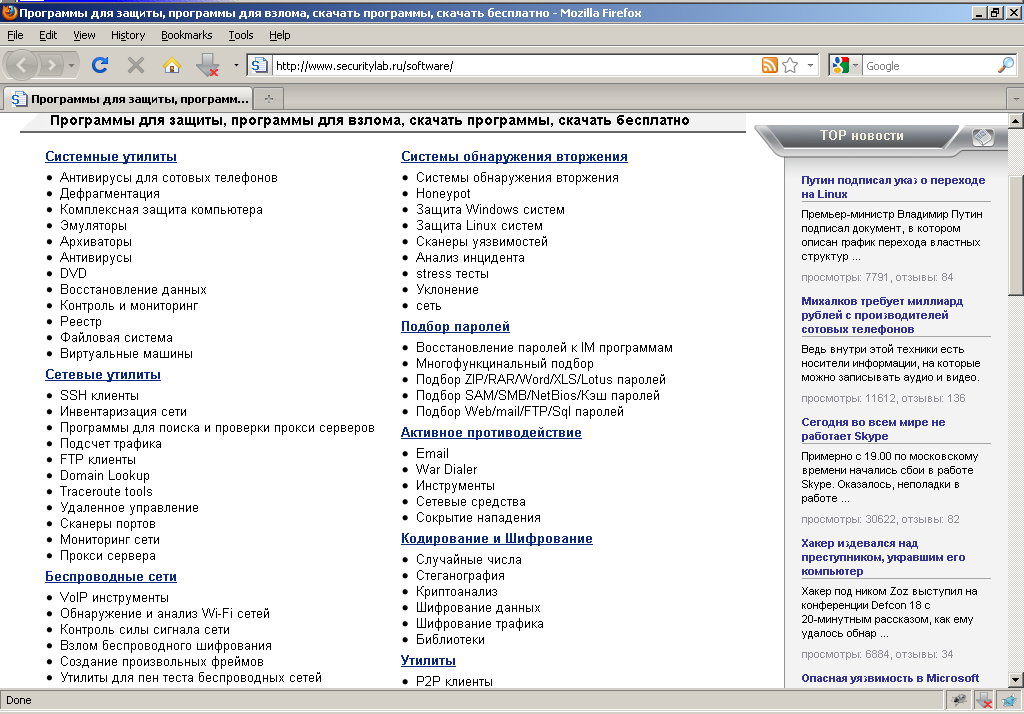 Программы для защиты, программы для взлома, скачать программы, скачать бесплатно - Mozilla Firefox
File Edit View History Bookmarks Tools Help
http://www.securitylab.ru/software/
Google
Программы для защиты, программ...
Программы для защиты, программы для взлома, скачать программы, скачать бесплатно
Системные утилиты
Антивирусы для сотовых телефонов
Дефрагментация
Комплексная защита компьютера
Эмуляторы
Архиваторы
Антивирусы
DVD
Восстановление данных
Контроль и мониторинг
Реестр
Файловая система
Виртуальные машины
Сетевые утилиты
SSH клиенты
Инвентаризация сети
Программы для поиска и проверки прокси серверов
Подсчет трафика
FTP клиенты
Domain Lookup
Traceroute tools
Удаленное управление
Сканеры портов
Мониторинг сети
Прокси сервера
Беспроводные сети
VoIP инструменты
Обнаружение и анализ Wi-Fi сетей
Контроль силы сигнала сети
Взлом беспроводного шифрования
Создание произвольных фреймов
Утилиты для пен теста беспроводных сетей
Системы обнаружения вторжения
Системы обнаружения вторжения
Honeypot
Защита Windows систем
Защита Linux систем
Сканеры уязвимостей
Анализ инцидента
stress тесты
Уклонение
сеть
Подбор паролей
Восстановление паролей к IM программам
Многофункцинальный подбор
Подбор ZIP/RAR/Word/XLS/Lotus паролей
Подбор SAM/SMB/NetBios/Кэш паролей
Подбор Web/mail/FTP/Sql паролей
Активное противодействие
Email
War Dialer
Инструменты
Сетевые средства
Сокрытие нападения
Кодирование и Шифрование
Случайные числа
Стеганография
Криптоанализ
Шифрование данных
Шифрование трафика
Библиотеки
Утилиты
P2P клиенты
TOP новости
Путин подписал указ о переходе
на Linux
Премьер-министр Владимир Путин
подписал документ, в котором
описан график перехода властных
структур ...
просмотры: 7791, отзывы: 84
Михалков требует миллиард
рублей с производителей
сотовых телефонов
Ведь внутри этой техники есть
носители информации, на которые
можно записывать аудио и видео.
просмотры: 11612, отзывы: 136
Сегодня во всем мире не
работает Skype
Примерно с 19.00 по московскому
времени начались сбои в работе
Skype. Оказалось, неполадки в
работе ...
просмотры: 30622, отзывы: 82
Хакер издевался над
преступником, укравшим его
компьютер
Хакер под ником Zoz выступил на
конференции Defcon 18 с
20-минутным рассказом, как ему
удалось обнар ...
просмотры: 6884, отзывы: 34
Опасная уязвимость в Microsoft
Done